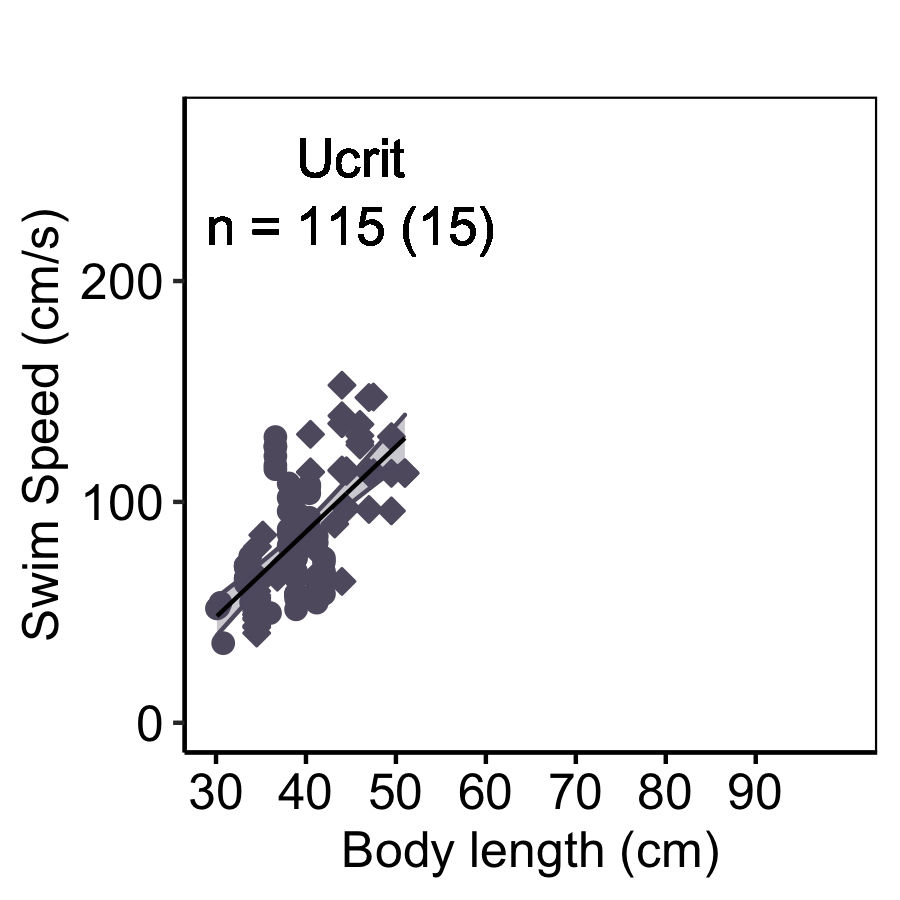 Ucrit
n = 115 (15)
Swim Speed (cm/s)
200
100
0
30 40 50 60 70 80 90
Body length (cm)